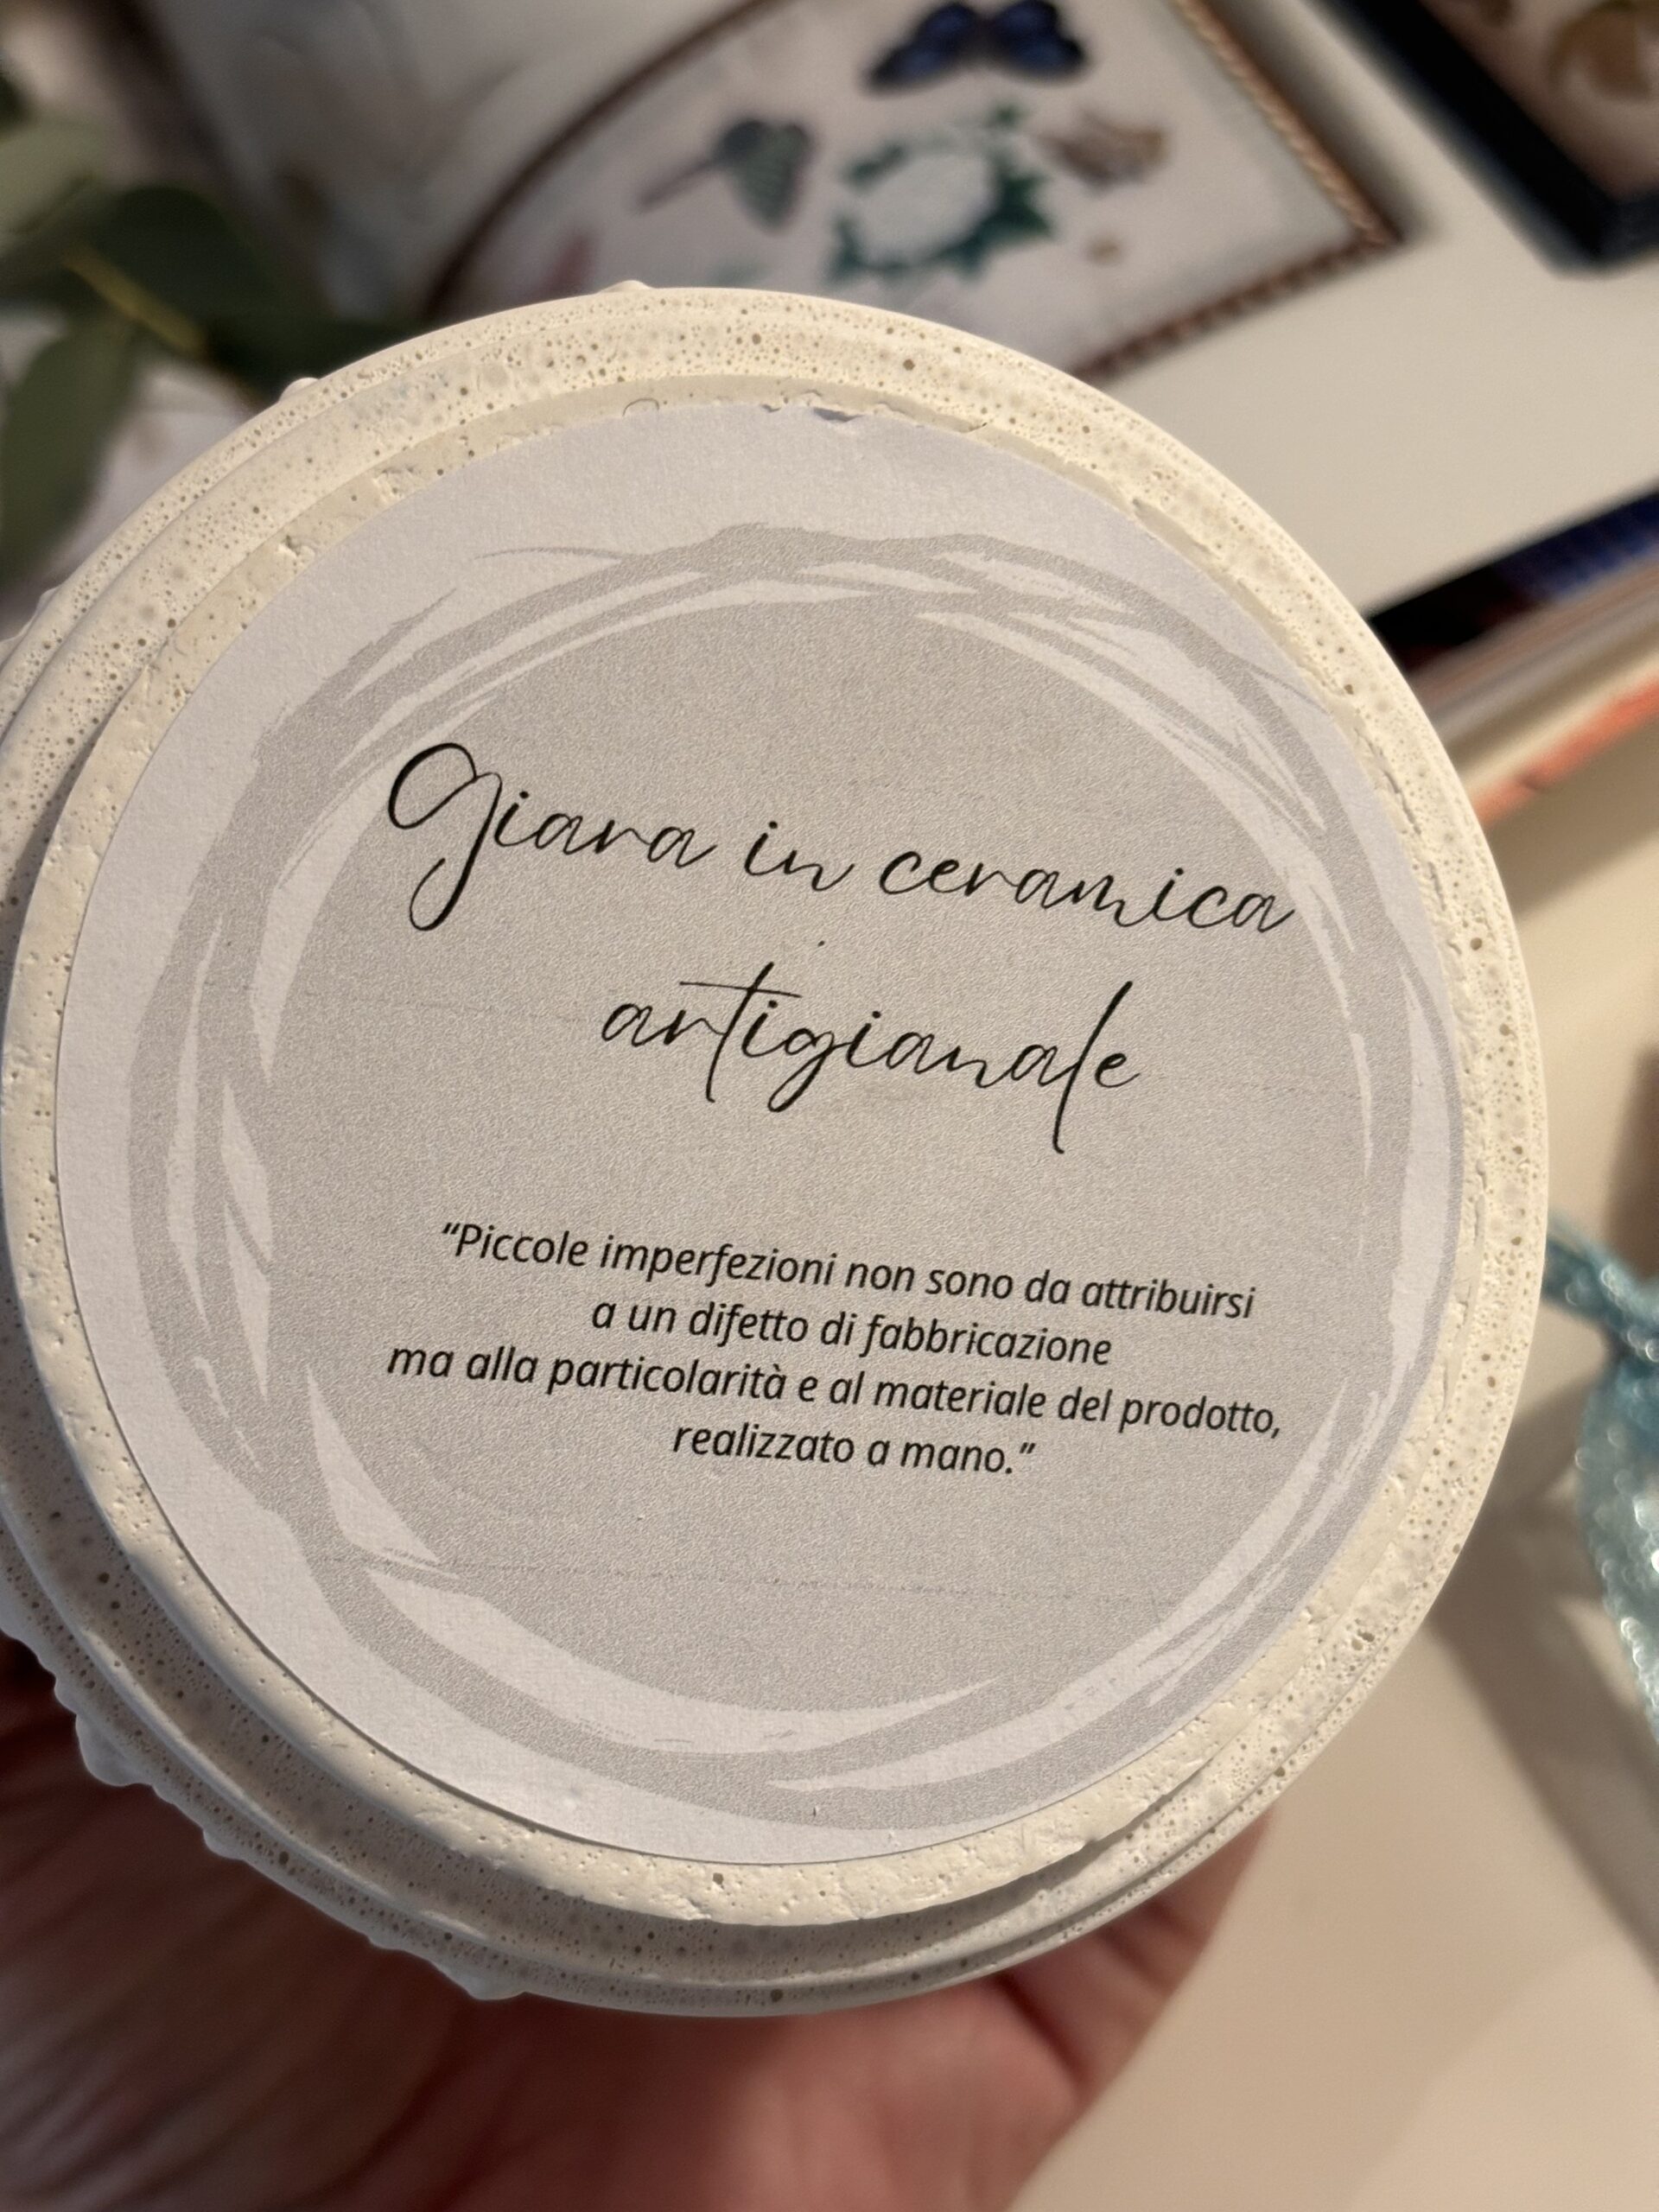 Giara in ceramica
artigianale
“Piccole imperfezioni non sono da attribuirsi
a un difetto di fabbricazione
ma alla particolarità e al materiale del prodotto,
realizzato a mano.”